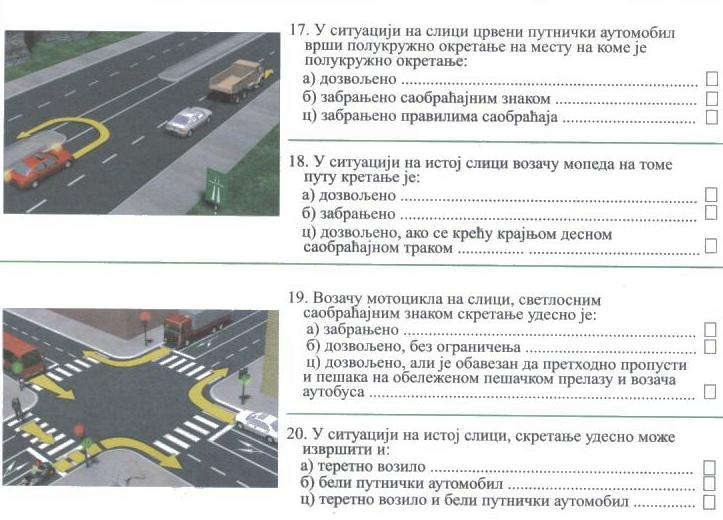 17. У ситуацији на слици црвени путнички аутомобил
врши полукружно окретање на месту на коме је
полукружно окретање:
а) дозвољено
б) забрањено саобраћајним знаком
ц) забрањено правилима саобраћаја
18. У ситуацији на истој слици возачу мопеда на томе
путу кретање је:
а) дозвољено
б) забрањено
ц) дозвољено, ако се крећу крајњом десном
саобраћајном траком
19. Возачу мотоцикла на слици, светлосним
саобраћајним знаком скретање удесно је:
а) забрањено
б) дозвољено, без ограничења
ц) дозвољено, али је обавезан да претходно пропусти
и пешака на обележеном пешачком прелазу и возача
аутобуса
20. У ситуацији на истој слици, скретање удесно може
извршити и:
а) теретно возило
б) бели путнички аутомобил
ц) теретно возило и бели путнички аутомобил